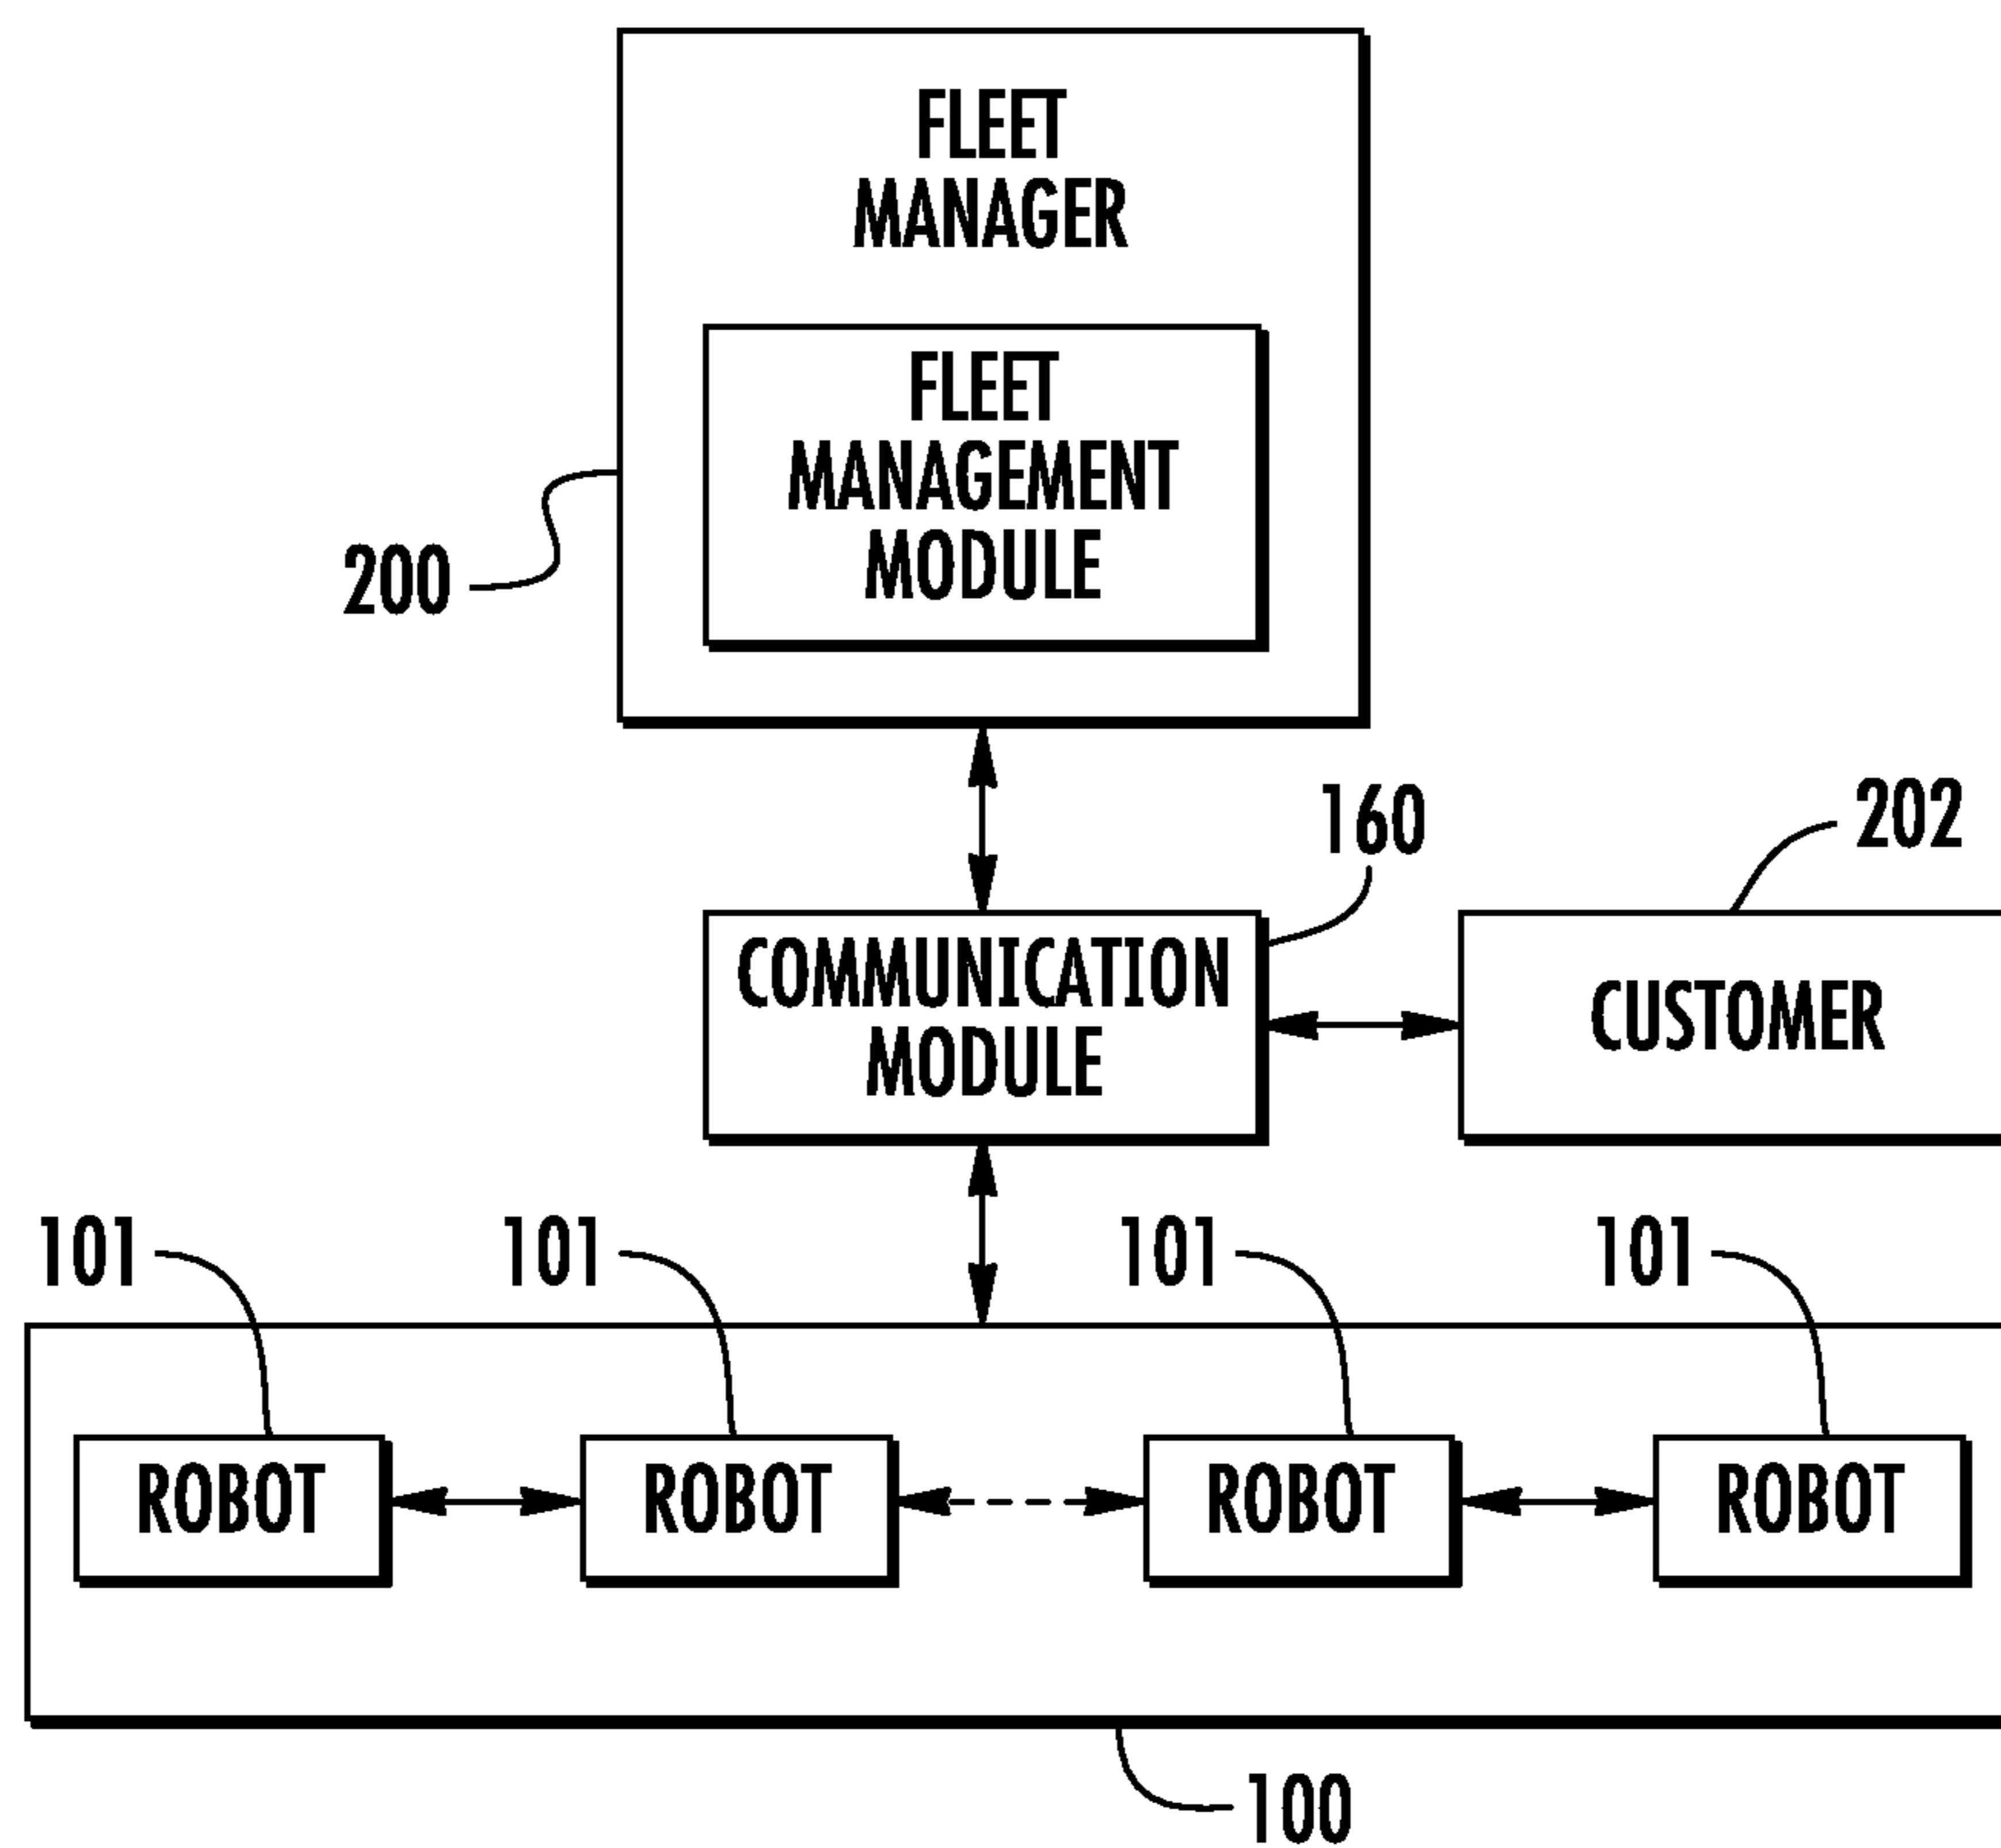 FLEET
MANAGER
FLEET
MANAGEMENT
MODULE
200
160
202
COMMUNICATION
MODULE
CUSTOMER
101
101
101
101
ROBOT
ROBOT
ROBOT
ROBOT
100